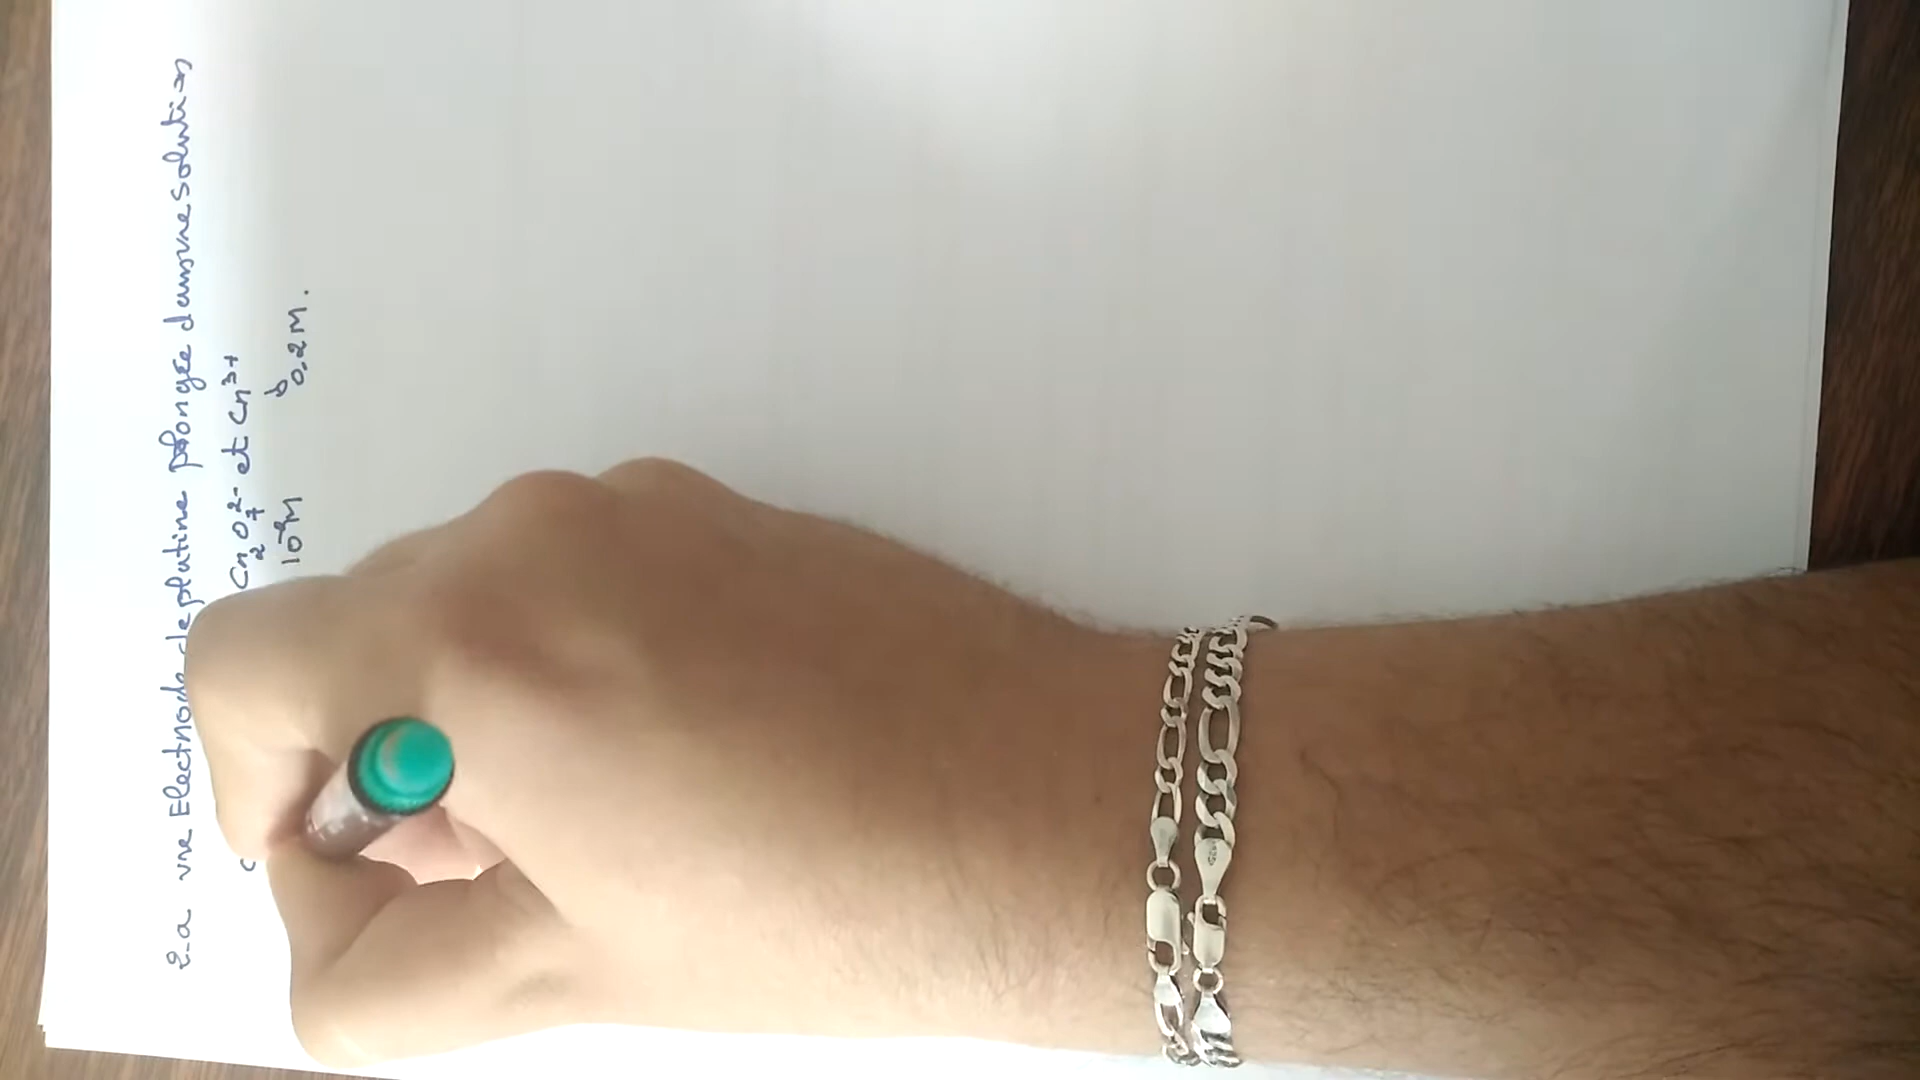 2-a une Electrode de platine plongée dans une solution
Cr₂O₇²⁻ et Cr³⁺
10⁻²M 0,2M.